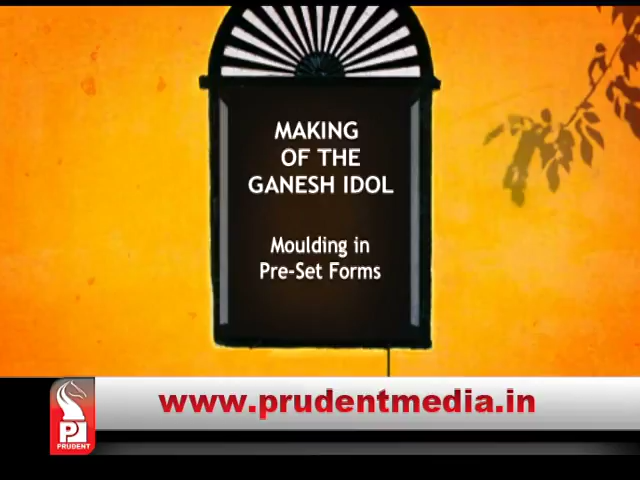 MAKING
OF THE
GANESH IDOL
Moulding in
Pre-Set Forms
www.prudentmedia.in
P
PRUDENT